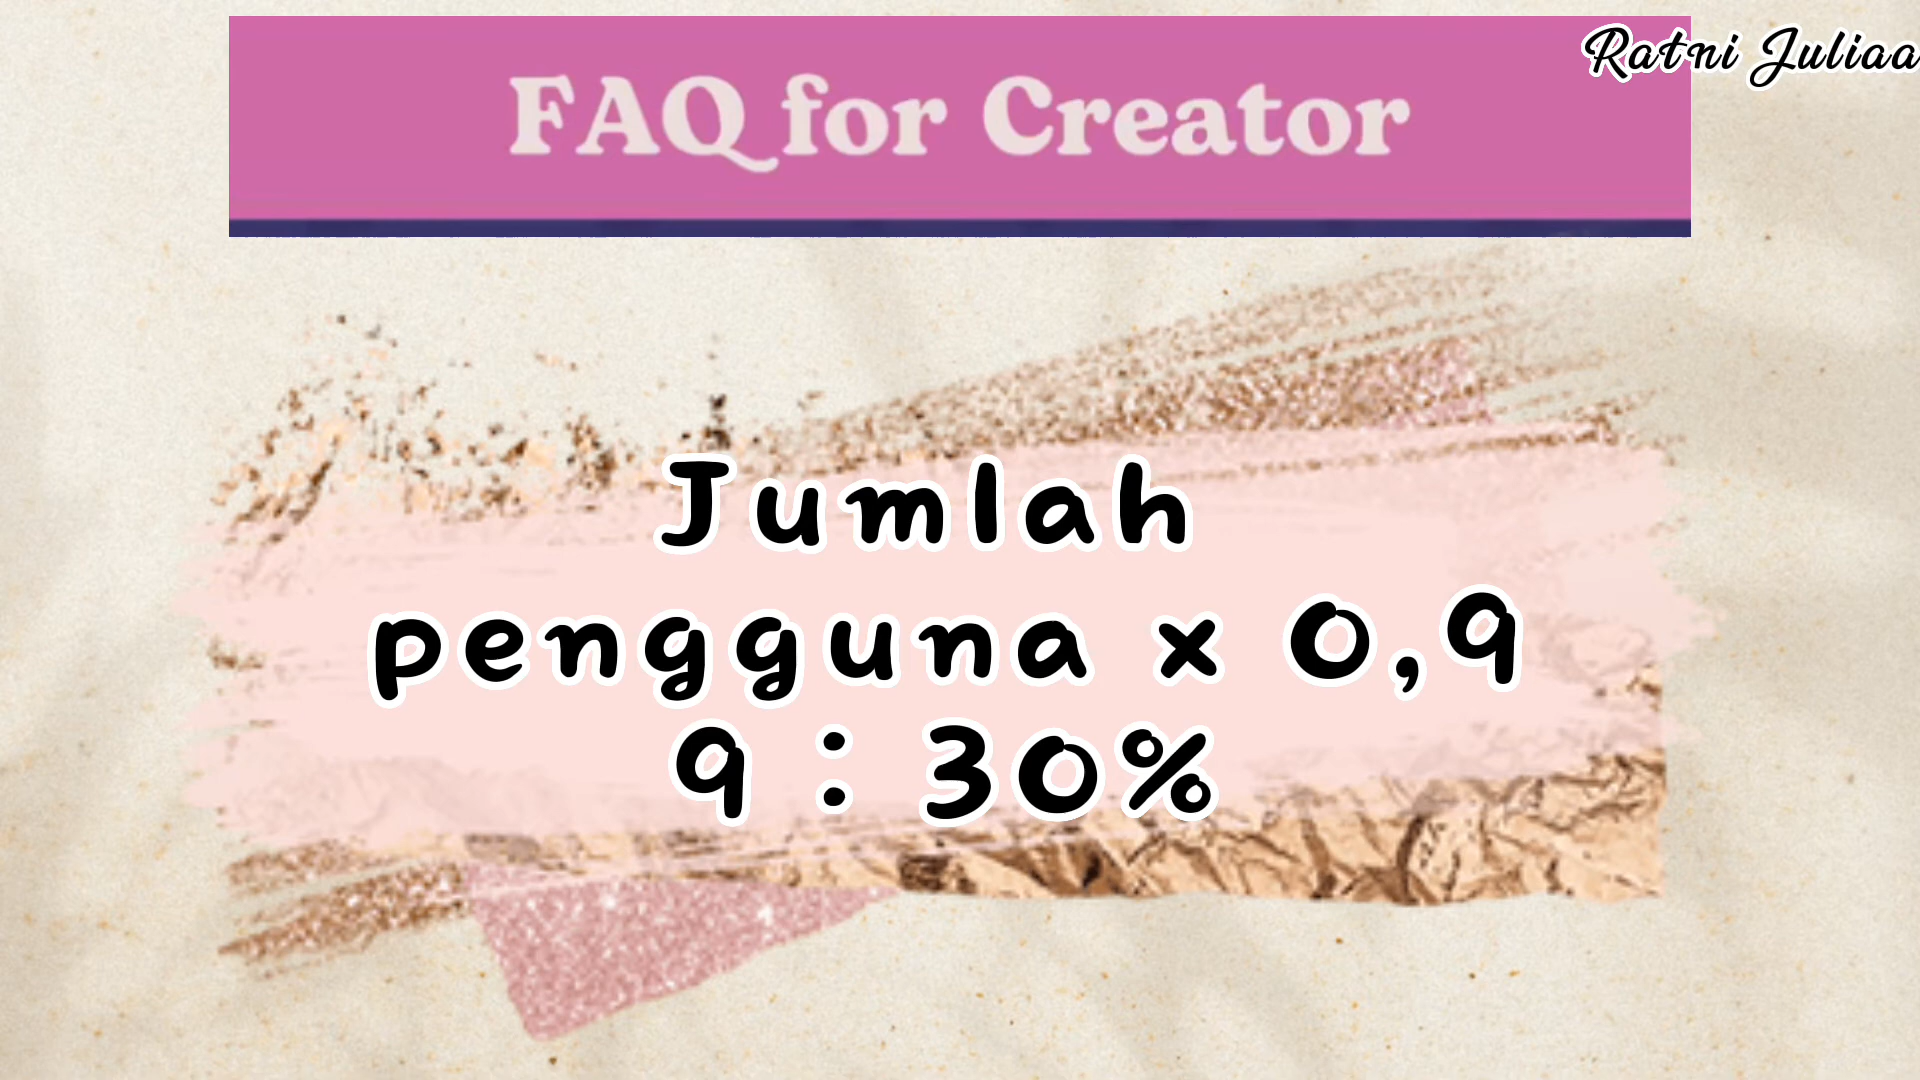 Ratni Juliaa
FAQ for Creator
Jumlah
pengguna x 0,9
9 : 30%